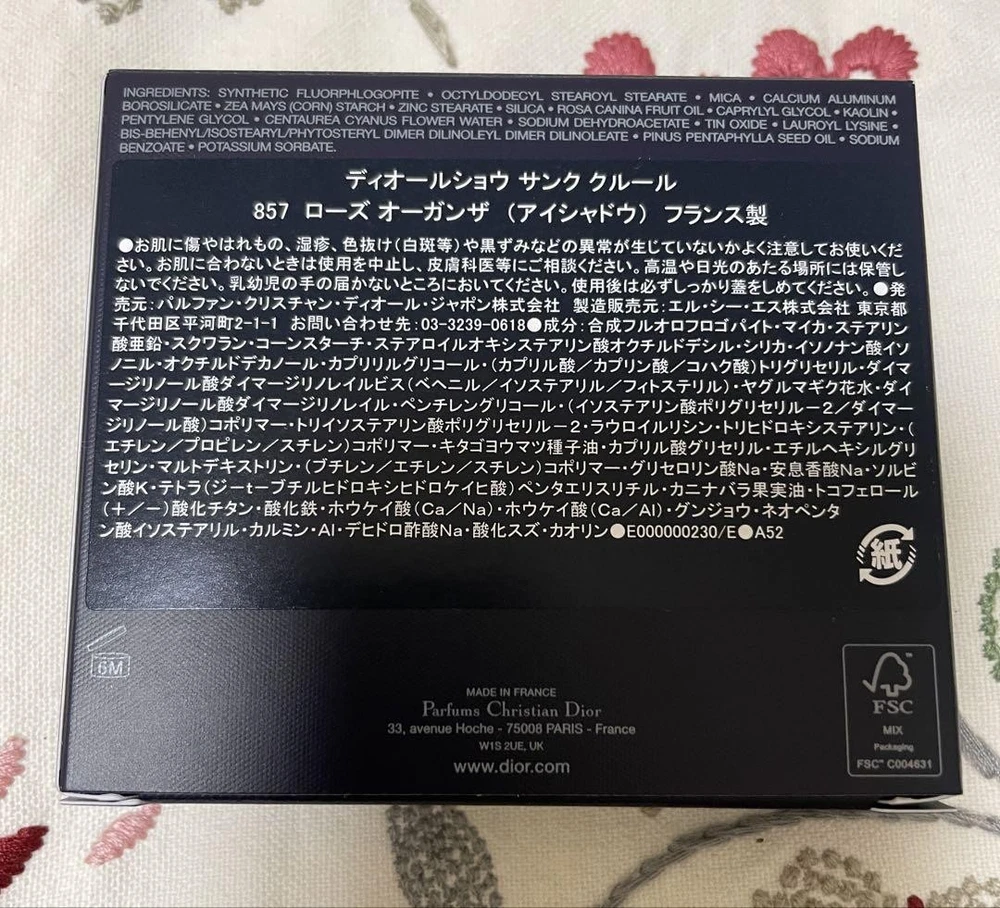 INGREDIENTS: SYNTHETIC FLUORPHLOGOPITE • OCTYLDODECYL STEAROYL STEARATE • MICA • CALCIUM ALUMINUM
BOROSILICATE • ZEA MAYS (CORN) STARCH • ZINC STEARATE • SILICA • ROSA CANINA FRUIT OIL • CAPRYLYL GLYCOL • KAOLIN •
PENTYLENE GLYCOL • CENTAUREA CYANUS FLOWER WATER • SODIUM DEHYDROACETATE • TIN OXIDE • LAUROYL LYSINE •
BIS-BEHENYL/ISOSTEARYL/PHYTOSTERYL DIMER DILINOLEYL DIMER DILINOLEATE • PINUS PENTAPHYLLA SEED OIL • SODIUM
BENZOATE • POTASSIUM SORBATE.
ディオールショウ サンク クルール
857 ローズ オーガンザ (アイシャドウ) フランス製
●お肌に傷やはれもの、湿疹、色抜け(白斑等)や黒ずみなどの異常が生じていないかよく注意してお使いくだ
さい。お肌に合わないときは使用を中止し、皮膚科医等にご相談ください。高温や日光のあたる場所には保管し
ないでください。乳幼児の手の届かないところにおいてください。使用後は必ずしっかり蓋をしめてください。●発
売元:パルファン・クリスチャン・ディオール・ジャポン株式会社 製造販売元:エル・シー・エス株式会社 東京都
千代田区平河町2-1-1 お問い合わせ先:03-3239-0618●成分:合成フルオロフロゴパイト・マイカ・ステアリン
酸亜鉛・スクワラン・コーンスターチ・ステアロイルオキシステアリン酸オクチルドデシル・シリカ・イソノナン酸イソ
ノニル・オクチルドデカノール・カプリリルグリコール・(カプリル酸/カプリン酸/コハク酸)トリグリセリル・ダイマ
ージリノール酸ダイマージリノレイルビス(ベヘニル/イソステアリル/フィトステリル)・ヤグルマギク花水・ダイ
マージリノール酸ダイマージリノレイル・ペンチレングリコール・(イソステアリン酸ポリグリセリル-2/ダイマー
ジリノール酸)コポリマー・トリイソステアリン酸ポリグリセリル-2・ラウロイルリシン・トリヒドロキシステアリン・(
エチレン/プロピレン/スチレン)コポリマー・キタゴヨウマツ種子油・カプリル酸グリセリル・エチルヘキシルグリ
セリン・マルトデキストリン・(ブチレン/エチレン/スチレン)コポリマー・グリセロリン酸Na・安息香酸Na・ソルビ
ン酸K・テトラ(ジーt-ブチルヒドロキシヒドロケイヒ酸)ペンタエリスリチル・カニナバラ果実油・トコフェロール
(+/-)酸化チタン・酸化鉄・ホウケイ酸(Ca/Na)・ホウケイ酸(Ca/Al)・グンジョウ・ネオペンタ
ン酸イソステアリル・カルミン・Al・デヒドロ酢酸Na・酸化スズ・カオリン●E000000230/E●A52
紙
6M
MADE IN FRANCE
Parfums Christian Dior
33, avenue Hoche - 75008 PARIS - France
W1S 2UE, UK
www.dior.com
FSC
MIX
Packaging
FSC™ C004631